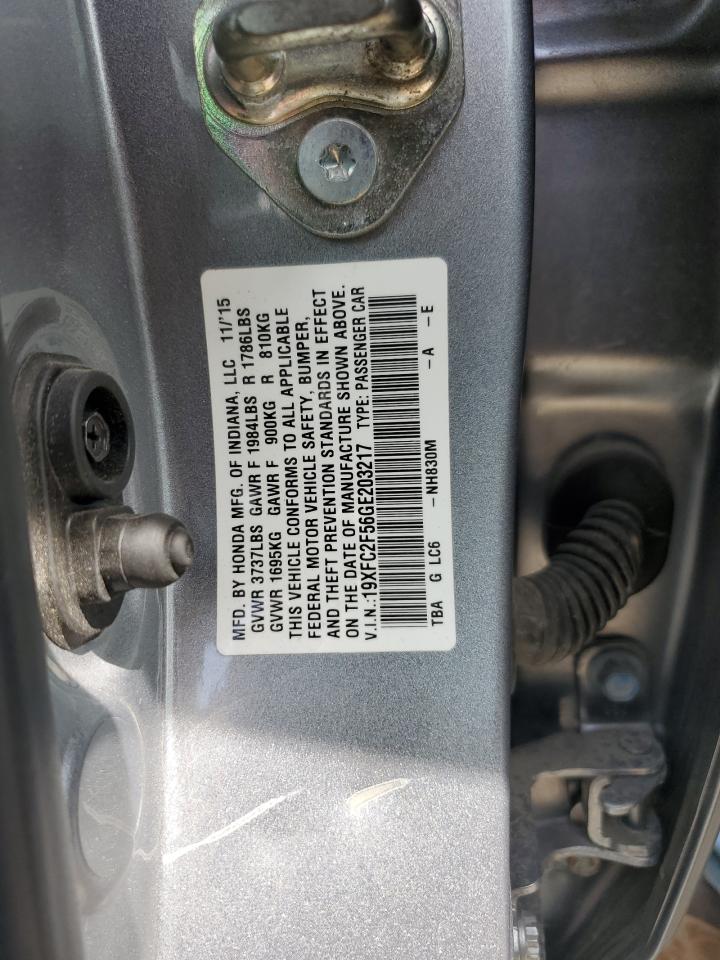 MFD. BY HONDA MFG. OF INDIANA, LLC 11/'15
GVWR 3737LBS GAWR F 1984LBS R 1786LBS
GVWR 1695KG GAWR F 900KG R 810KG
THIS VEHICLE CONFORMS TO ALL APPLICABLE
FEDERAL MOTOR VEHICLE SAFETY, BUMPER,
AND THEFT PREVENTION STANDARDS IN EFFECT
ON THE DATE OF MANUFACTURE SHOWN ABOVE.
V.I.N.:19XFC2F56GE203217 TYPE: PASSENGER CAR
TBA G LC6 -NH830M -A -E